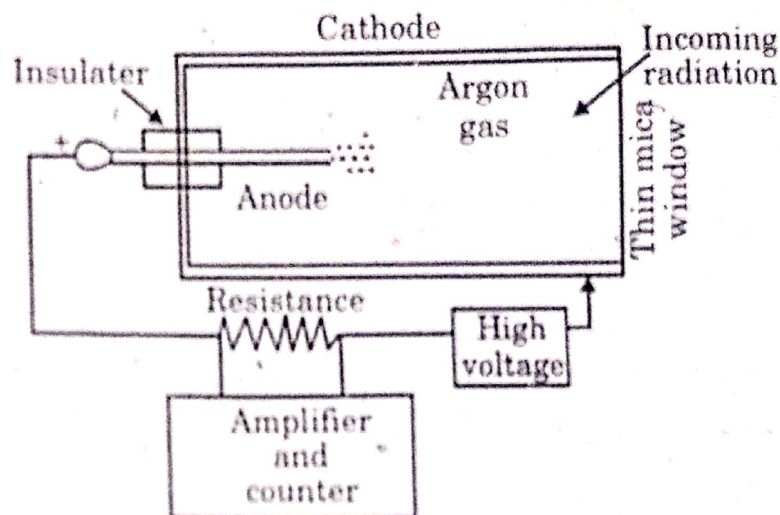 Cathode
Incoming
radiation
Insulater
Argon
gas
+
Anode
Thin mica
window
Resistance
High
voltage
Amplifier
and
counter